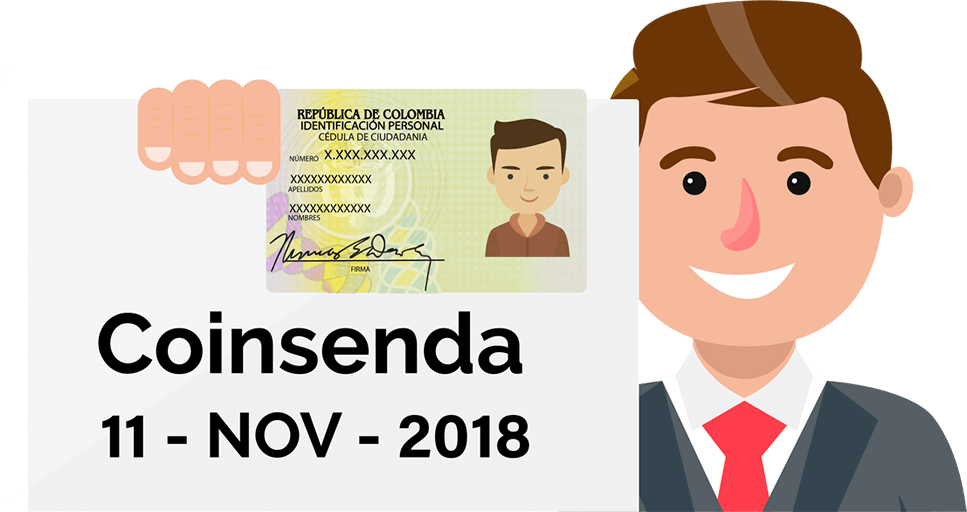 REPÚBLICA DE COLOMBIA
IDENTIFICACIÓN PERSONAL
CÉDULA DE CIUDADANIA
NÚMERO X.XXX.XXX.XXX
XXXXXXXXXXXX
APELLIDOS
XXXXXXXXXXXX
NOMBRES
FIRMA
Coinsenda
11 - NOV - 2018